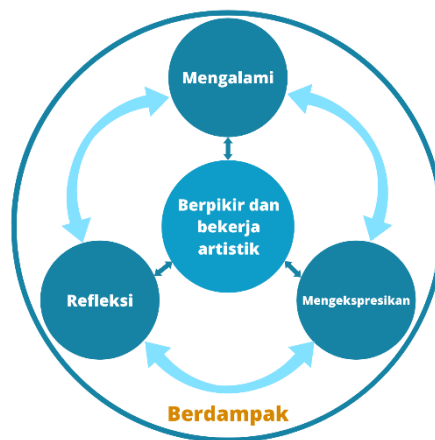 Mengalami
Berpikir dan
bekerja
artistik
Refleksi
Mengekspresikan
Berdampak